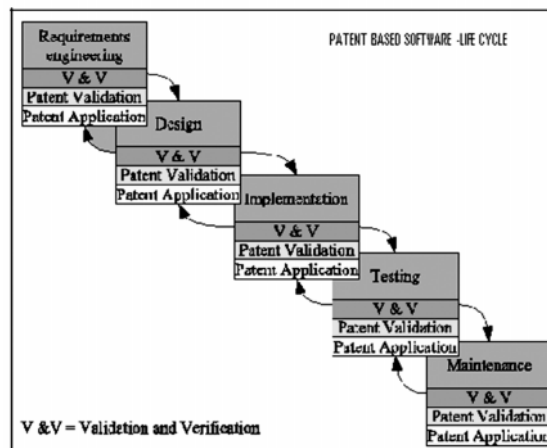 PATENT BASED SOFTWARE -LIFE CYCLE
Requirements
engineering
V & V
Patent Validation
Patent Application
Design
V & V
Patent Validation
Patent Application
Implementation
V & V
Patent Validation
Patent Application
Testing
V & V
Patent Validation
Patent Application
Maintenance
V & V
Patent Validation
Patent Application
V &V = Validation and Verification